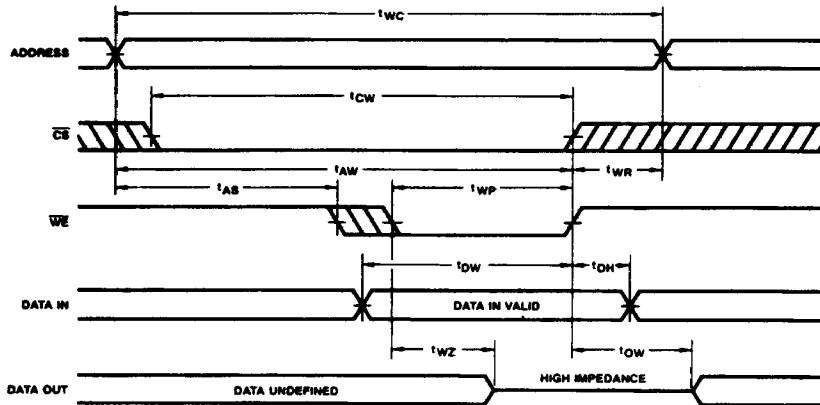 tWC
ADDRESS
tCW
CS
tAW
tWR
tAS
tWP
WE
tDW
tDH
DATA IN
DATA IN VALID
tWZ
tOW
HIGH IMPEDANCE
DATA OUT
DATA UNDEFINED